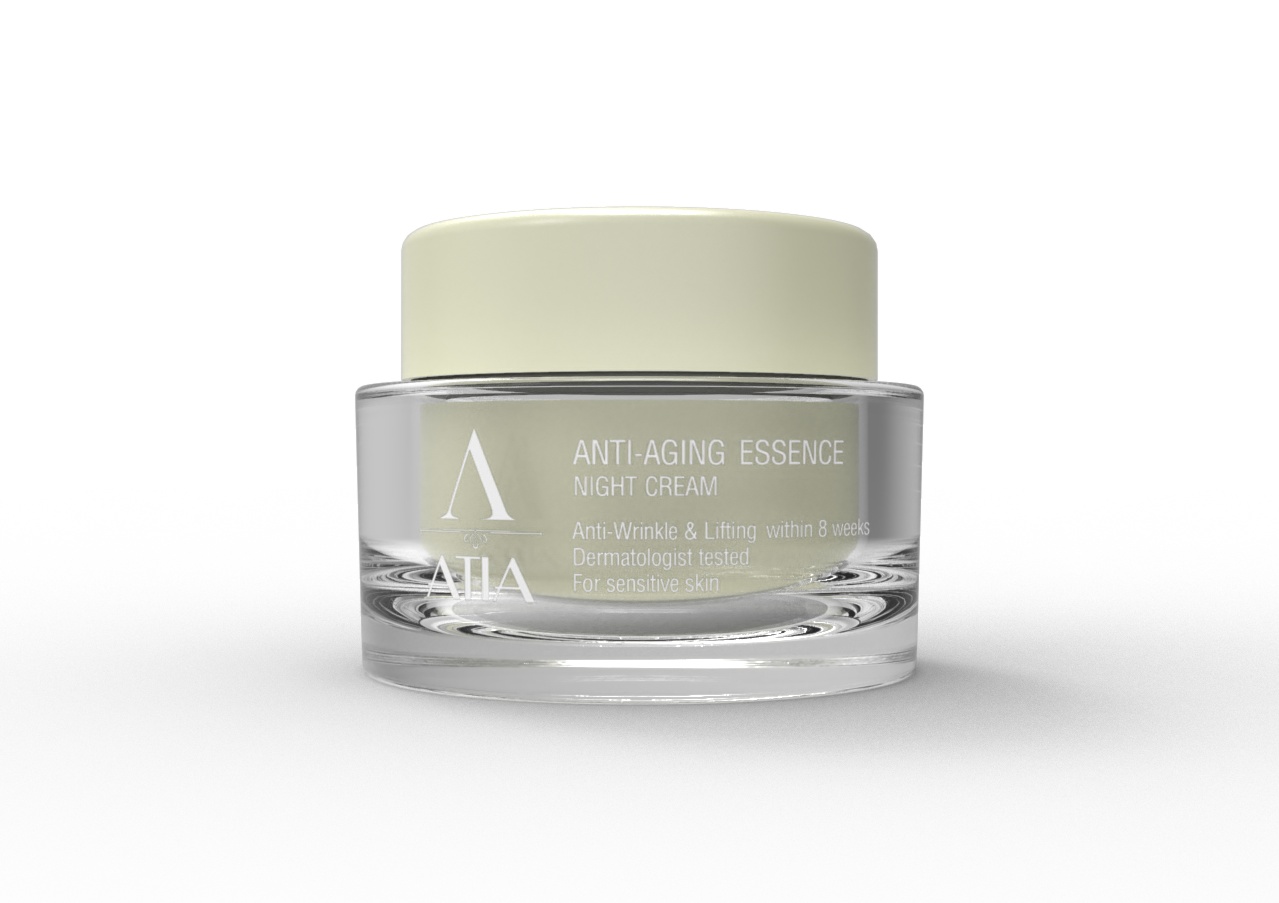 Λ
ATIA
ANTI-AGING ESSENCE
NIGHT CREAM
Anti-Wrinkle & Lifting within 8 weeks
Dermatologist tested
For sensitive skin